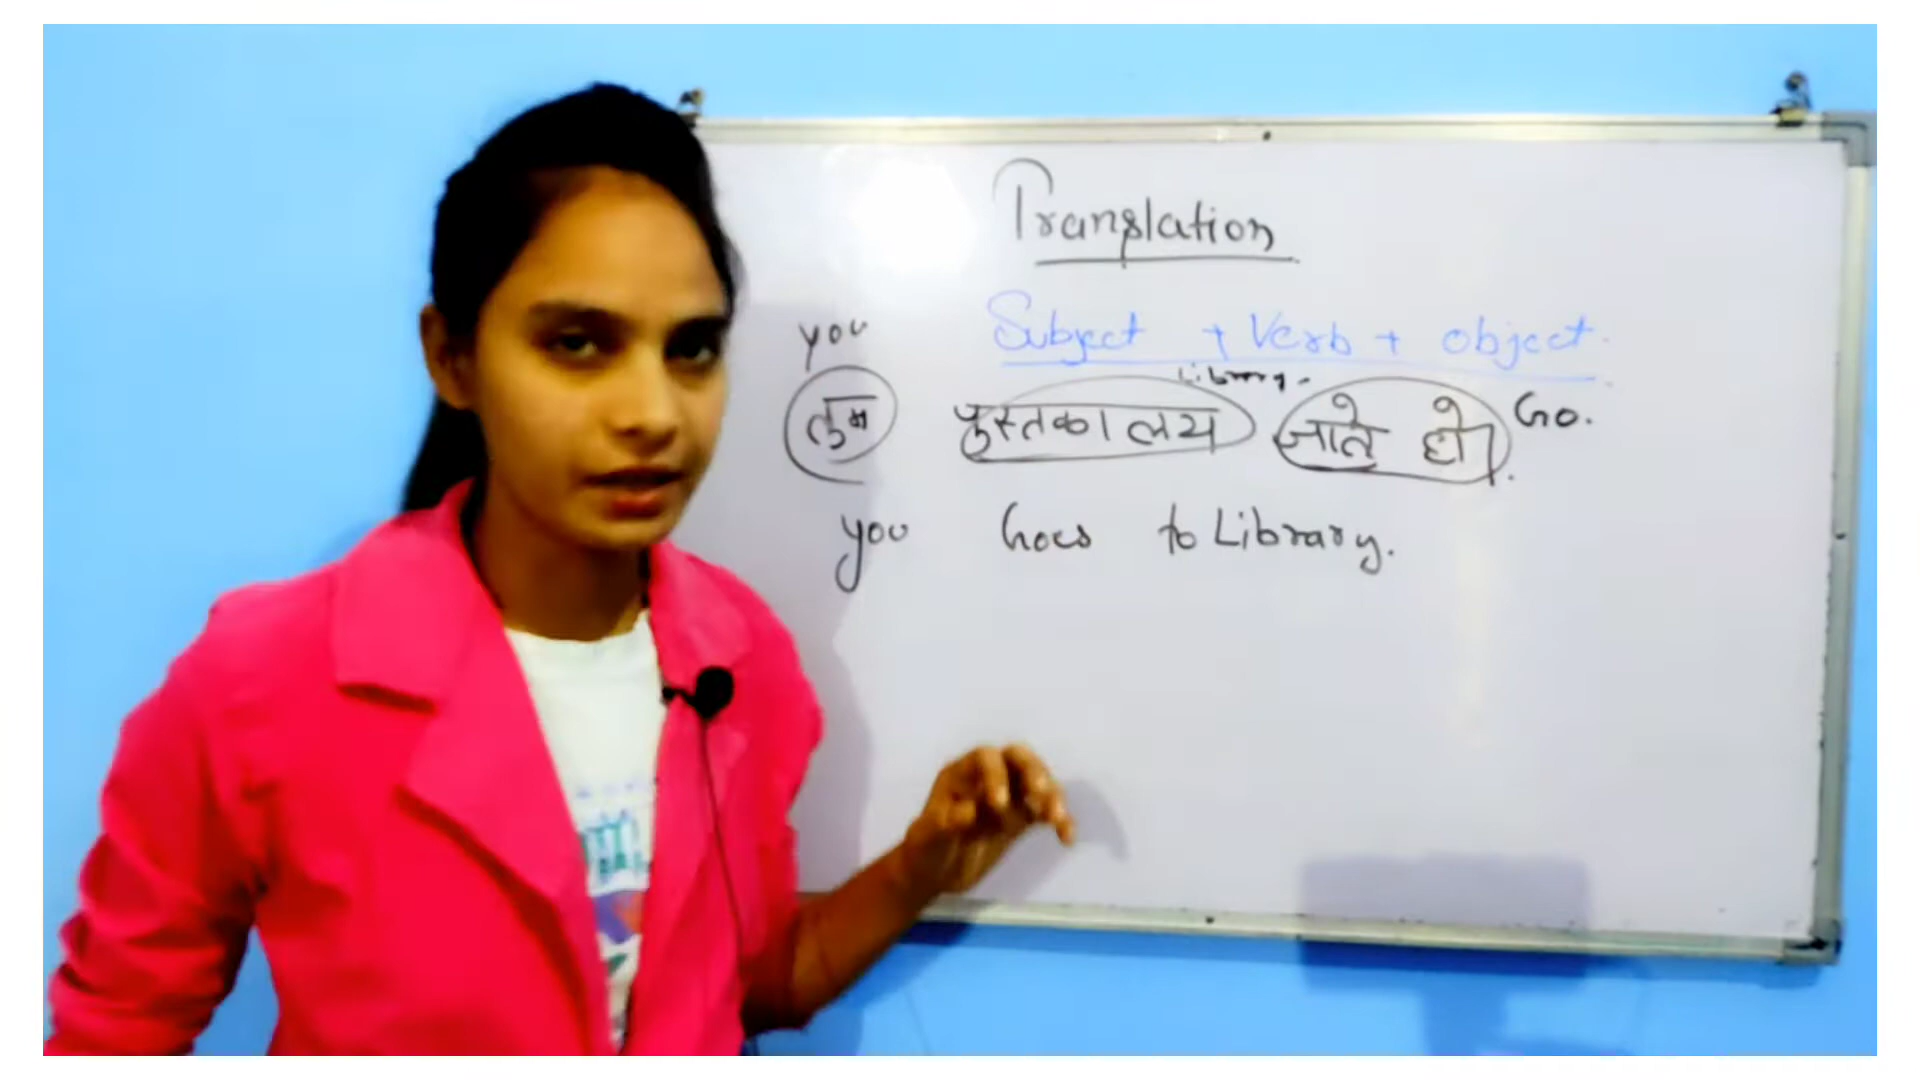 Translation
you Subject + Verb + object.
Library.
तुम पुस्तकालय जाते हो। Go.
you Goes to Library.